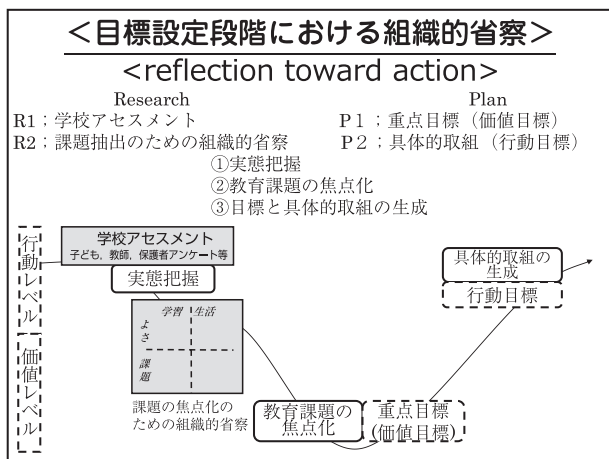 ＜目標設定段階における組織的省察＞
<reflection toward action>
Research
Plan
R1；学校アセスメント
P1；重点目標（価値目標）
R2；課題抽出のための組織的省察
P2；具体的取組（行動目標）
①実態把握
②教育課題の焦点化
③目標と具体的取組の生成
行動レベル
学校アセスメント
子ども，教師，保護者アンケート等
実態把握
具体的取組の
生成
行動目標
価値レベル
学習
生活
よさ
課題
課題の焦点化の
ための組織的省察
教育課題の
焦点化
重点目標
(価値目標)